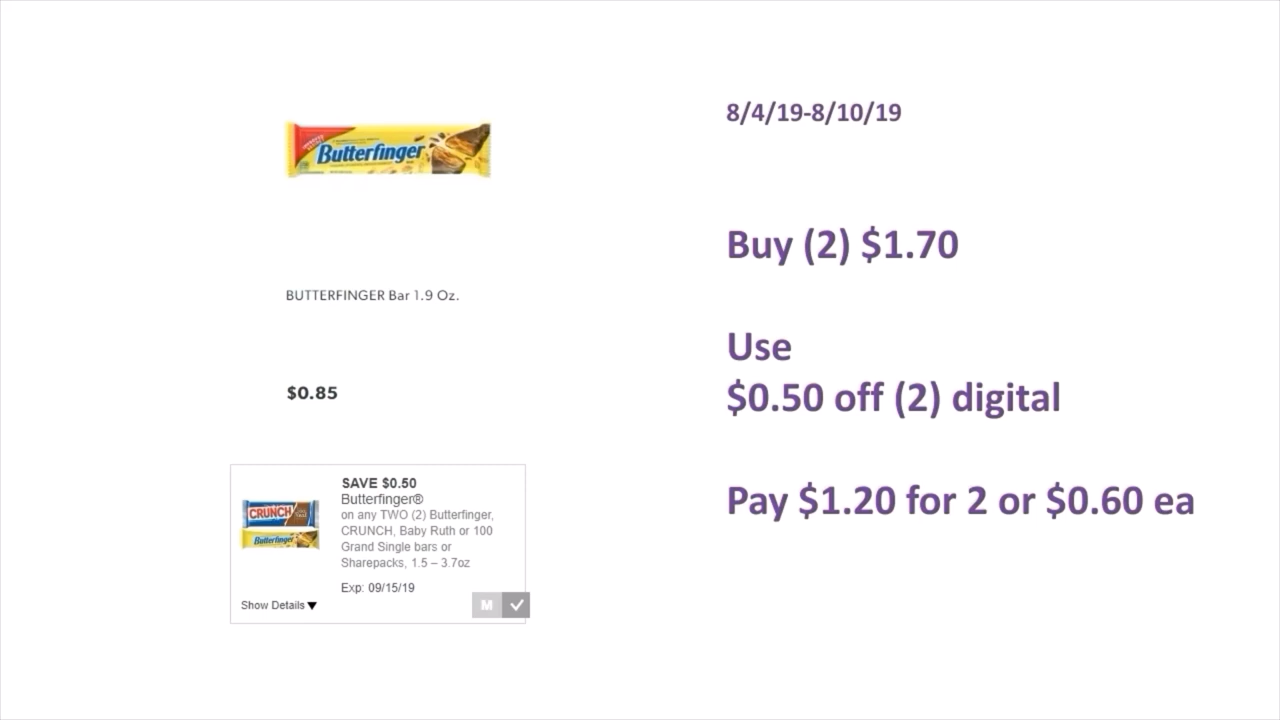 8/4/19-8/10/19
Butterfinger
Buy (2) $1.70
BUTTERFINGER Bar 1.9 Oz.
Use
$0.50 off (2) digital
$0.85
Pay $1.20 for 2 or $0.60 ea
SAVE $0.50
Butterfinger®
on any TWO (2) Butterfinger,
CRUNCH, Baby Ruth or 100
Grand Single bars or
Sharepacks, 1.5 – 3.7oz
Exp: 09/15/19
CRUNCH
Butterfinger
Show Details
M